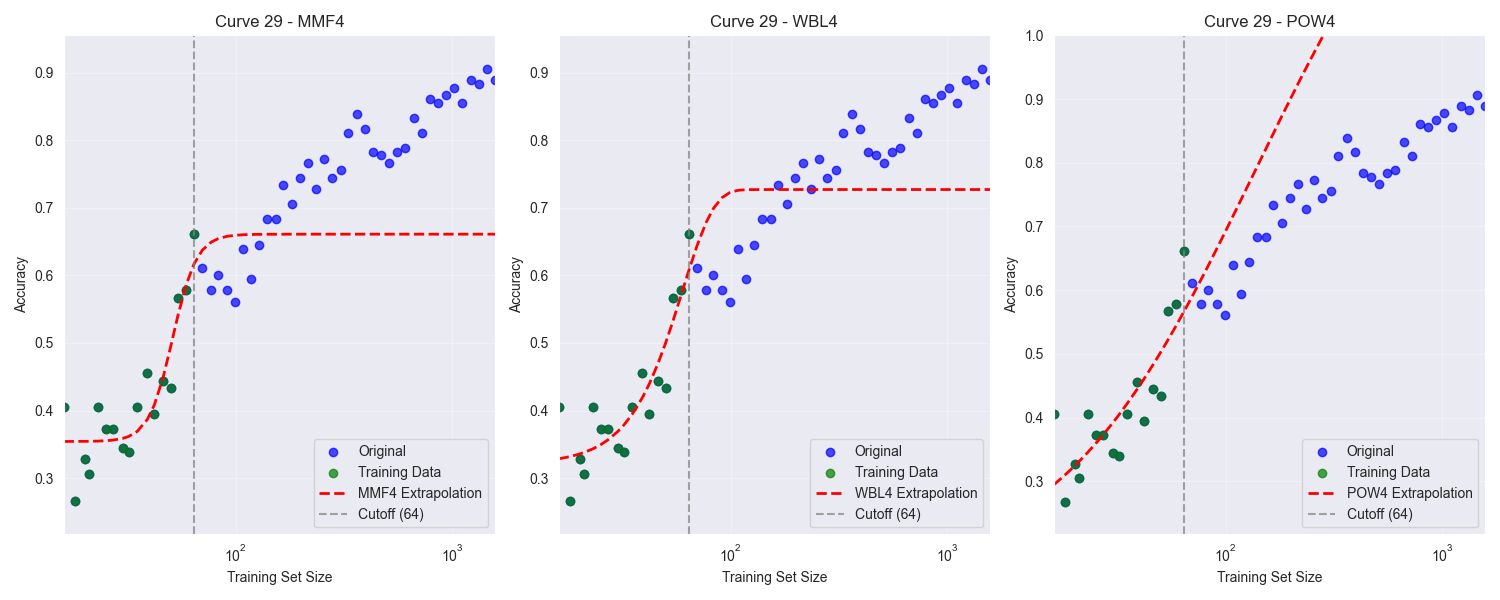 Curve 29 - MMF4
0.9
0.8
0.7
0.6
0.5
0.4
0.3
Accuracy
10²
10³
Training Set Size
Original
Training Data
MMF4 Extrapolation
Cutoff (64)
Curve 29 - WBL4
0.9
0.8
0.7
0.6
0.5
0.4
0.3
Accuracy
10²
10³
Training Set Size
Original
Training Data
WBL4 Extrapolation
Cutoff (64)
Curve 29 - POW4
1.0
0.9
0.8
0.7
0.6
0.5
0.4
0.3
Accuracy
10²
10³
Training Set Size
Original
Training Data
POW4 Extrapolation
Cutoff (64)